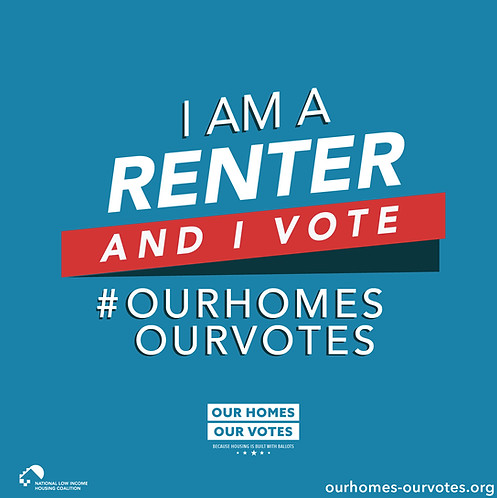 I AM A
RENTER
AND I VOTE
#OURHOMES
OURVOTES
OUR HOMES
OUR VOTES
BECAUSE HOUSING IS BUILT WITH BALLOTS
NATIONAL LOW INCOME
HOUSING COALITION
ourhomes-ourvotes.org